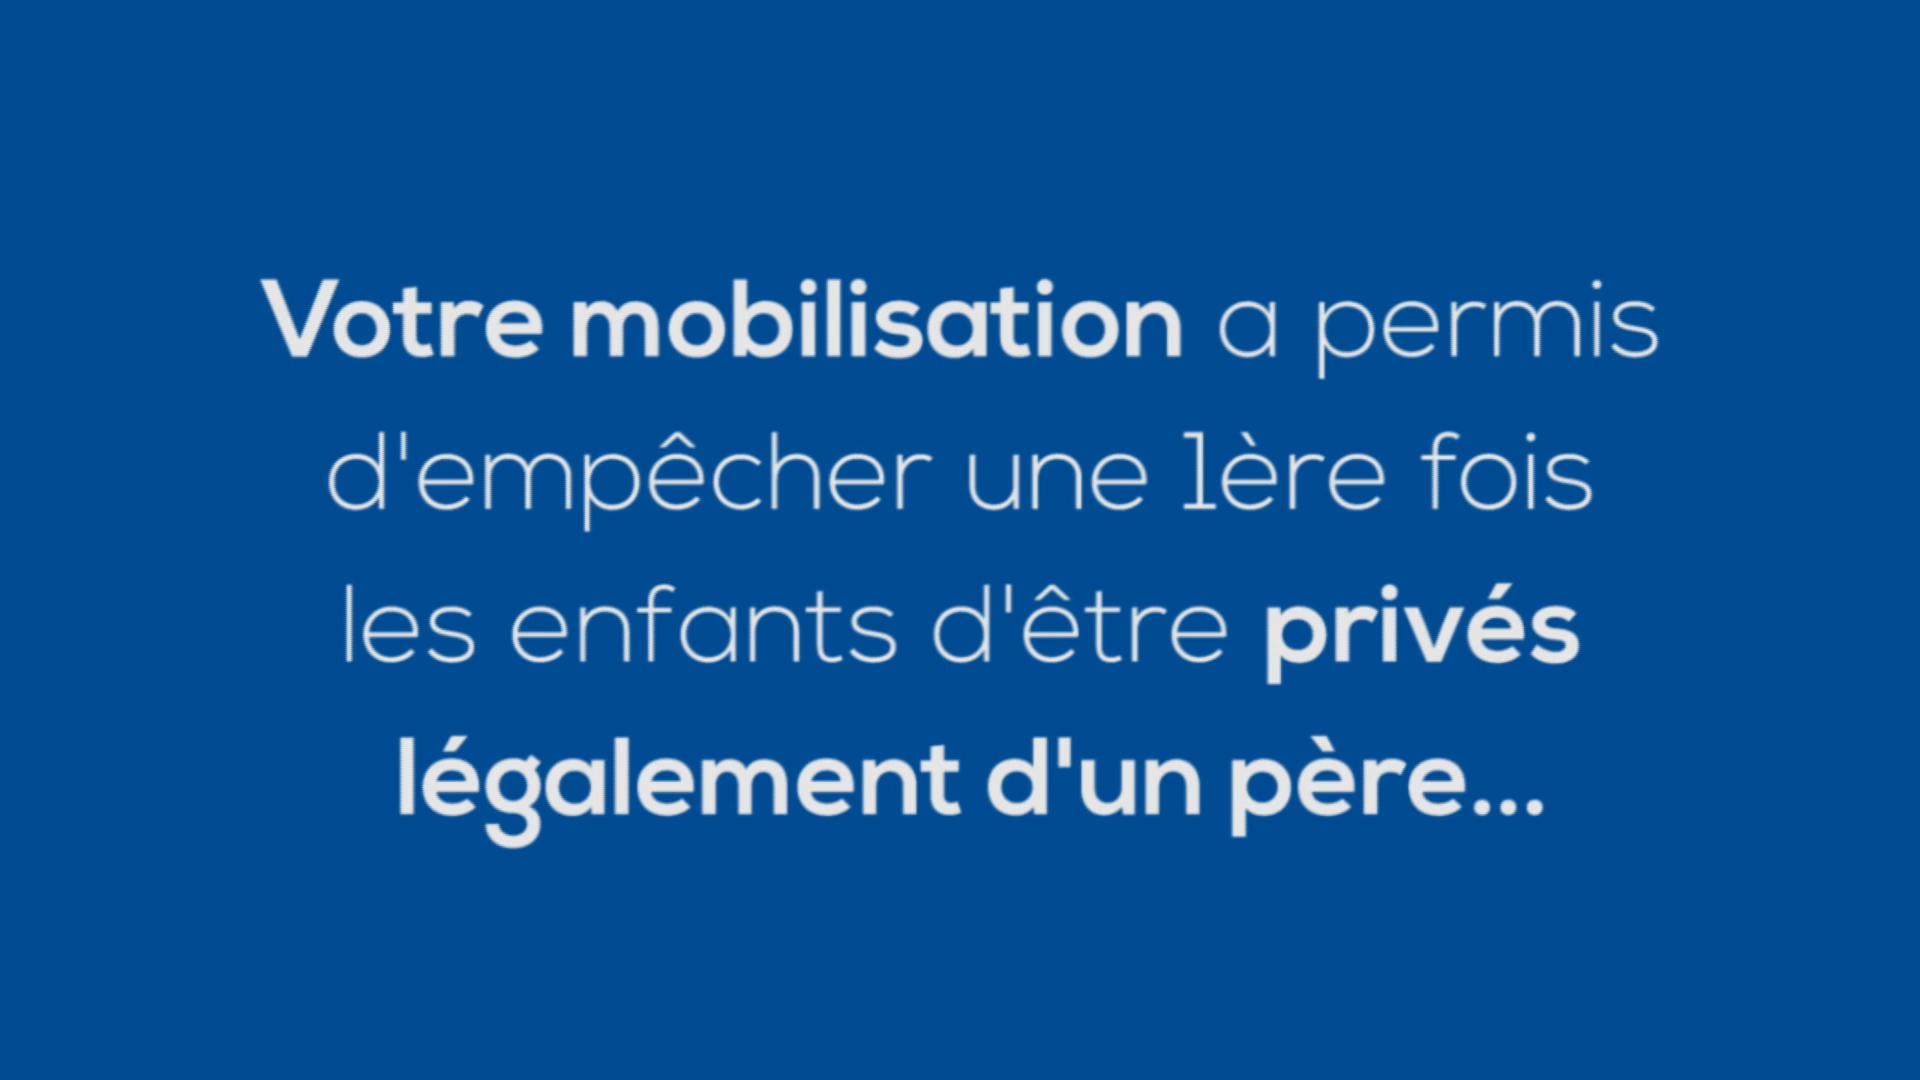 Votre mobilisation a permis
d'empêcher une 1ère fois
les enfants d'être privés
légalement d'un père...